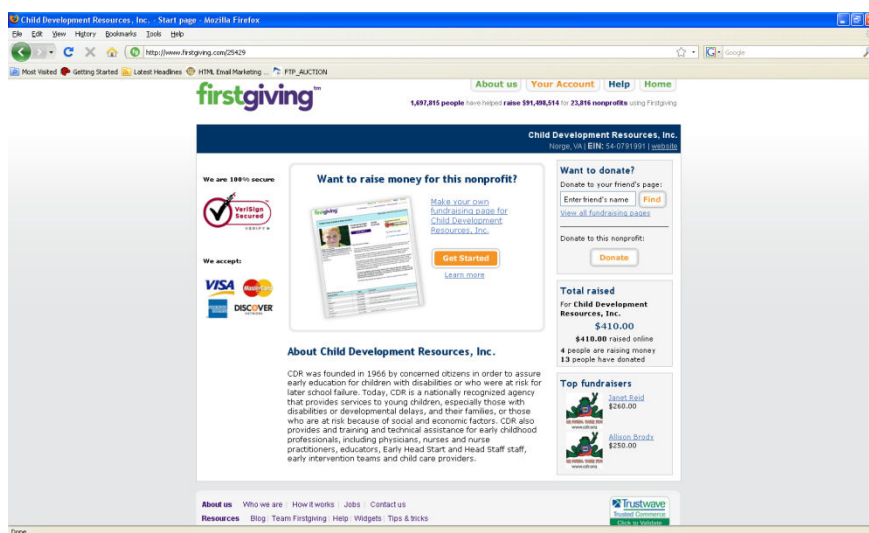 Child Development Resources, Inc. - Start page - Mozilla Firefox
File Edit View History Bookmarks Tools Help
http://www.firstgiving.com/25429
Google
Most Visited Getting Started Latest Headlines HTML Email Marketing ... FTP_AUCTION
firstgiving™
About us Your Account Help Home
1,697,815 people have helped raise $91,498,514 for 23,816 nonprofits using Firstgiving
Child Development Resources, Inc.
Norge, VA | EIN: 54-0791991 | website
We are 100% secure
VeriSign
Secured
VERIFY
We accept:
VISA MasterCard
DISCOVER
NETWORK
Want to raise money for this nonprofit?
firstgiving
Make your own
fundraising page for
Child Development
Resources, Inc.
Get Started
Learn more
About Child Development Resources, Inc.
CDR was founded in 1966 by concerned citizens in order to assure
early education for children with disabilities or who were at risk for
later school failure. Today, CDR is a nationally recognized agency
that provides services to young children, especially those with
disabilities or developmental delays, and their families, or those
who are at risk because of social and economic factors. CDR also
provides and training and technical assistance for early childhood
professionals, including physicians, nurses and nurse
practitioners, educators, Early Head Start and Head Staff staff,
early intervention teams and child care providers.
Want to donate?
Donate to your friend's page:
Enter friend's name Find
View all fundraising pages
Donate to this nonprofit:
Donate
Total raised
For Child Development
Resources, Inc.
$410.00
$410.00 raised online
4 people are raising money
13 people have donated
Top fundraisers
Janet Reid
$260.00
www.cdr.org
Allison Brody
$250.00
www.cdr.org
About us Who we are | How it works | Jobs | Contact us
Resources Blog | Team Firstgiving | Help | Widgets | Tips & tricks
Trustwave
Trusted Commerce
Click to Validate
Done